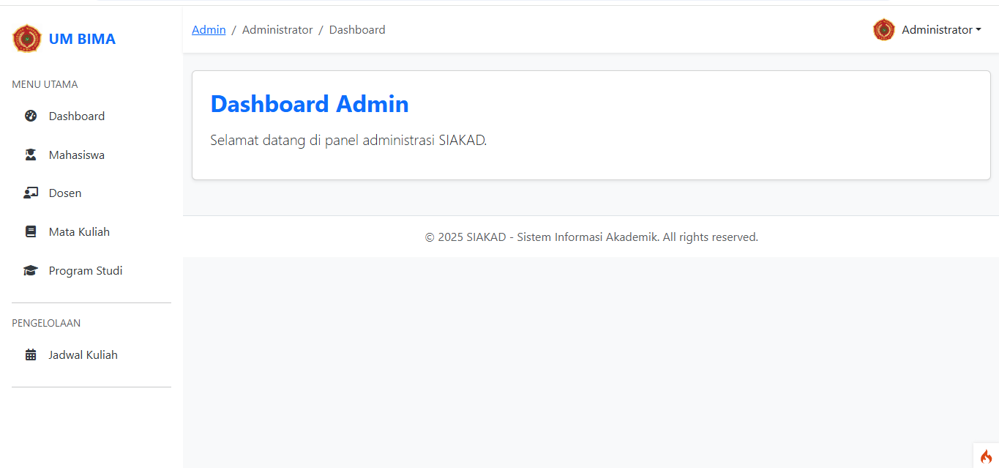 UM BIMA
MENU UTAMA
Dashboard
Mahasiswa
Dosen
Mata Kuliah
Program Studi
PENGELOLAAN
Jadwal Kuliah
Admin / Administrator / Dashboard
Administrator
Dashboard Admin
Selamat datang di panel administrasi SIAKAD.
© 2025 SIAKAD - Sistem Informasi Akademik. All rights reserved.